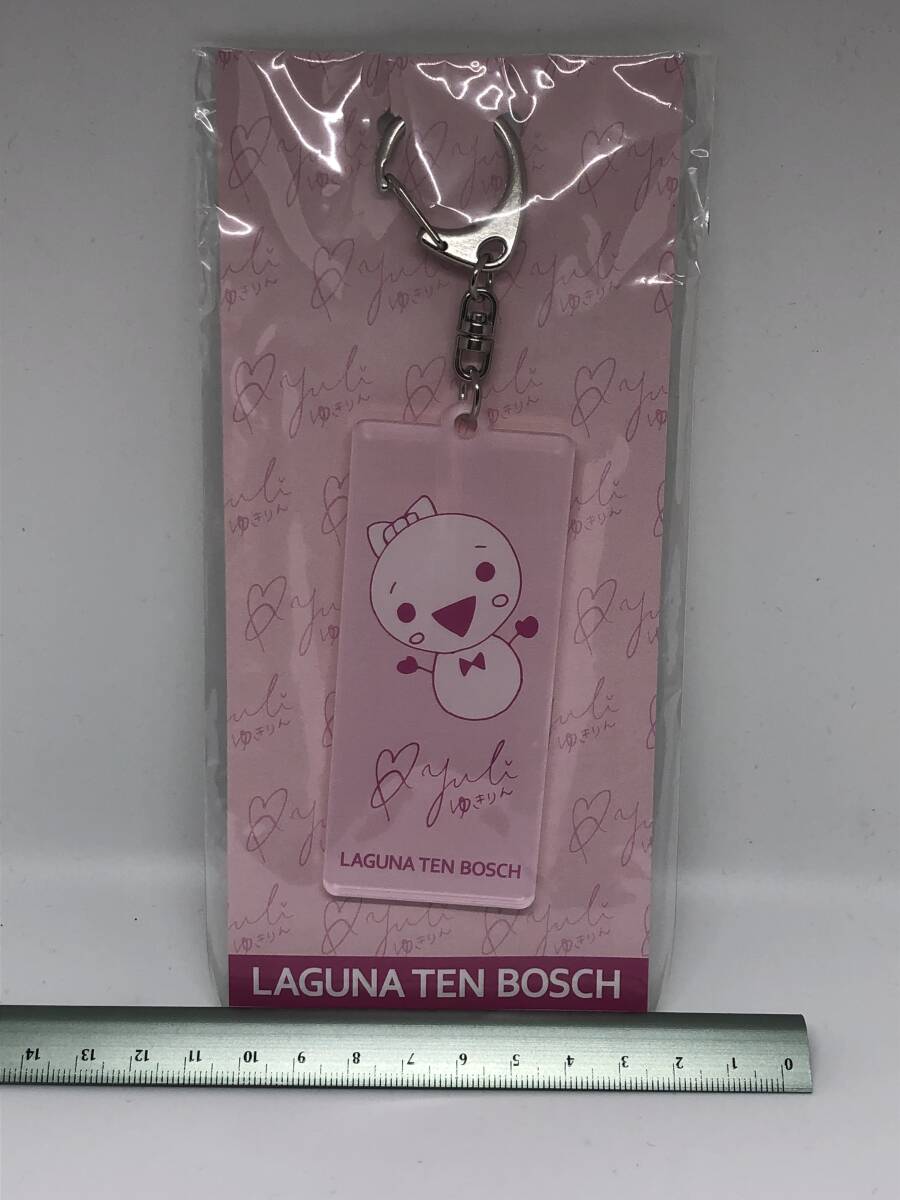 Yuli
ゆきりん
LAGUNA TEN BOSCH
LAGUNA TEN BOSCH
14 13 12 11 10 9 8 7 6 5 4 3 2 1 0